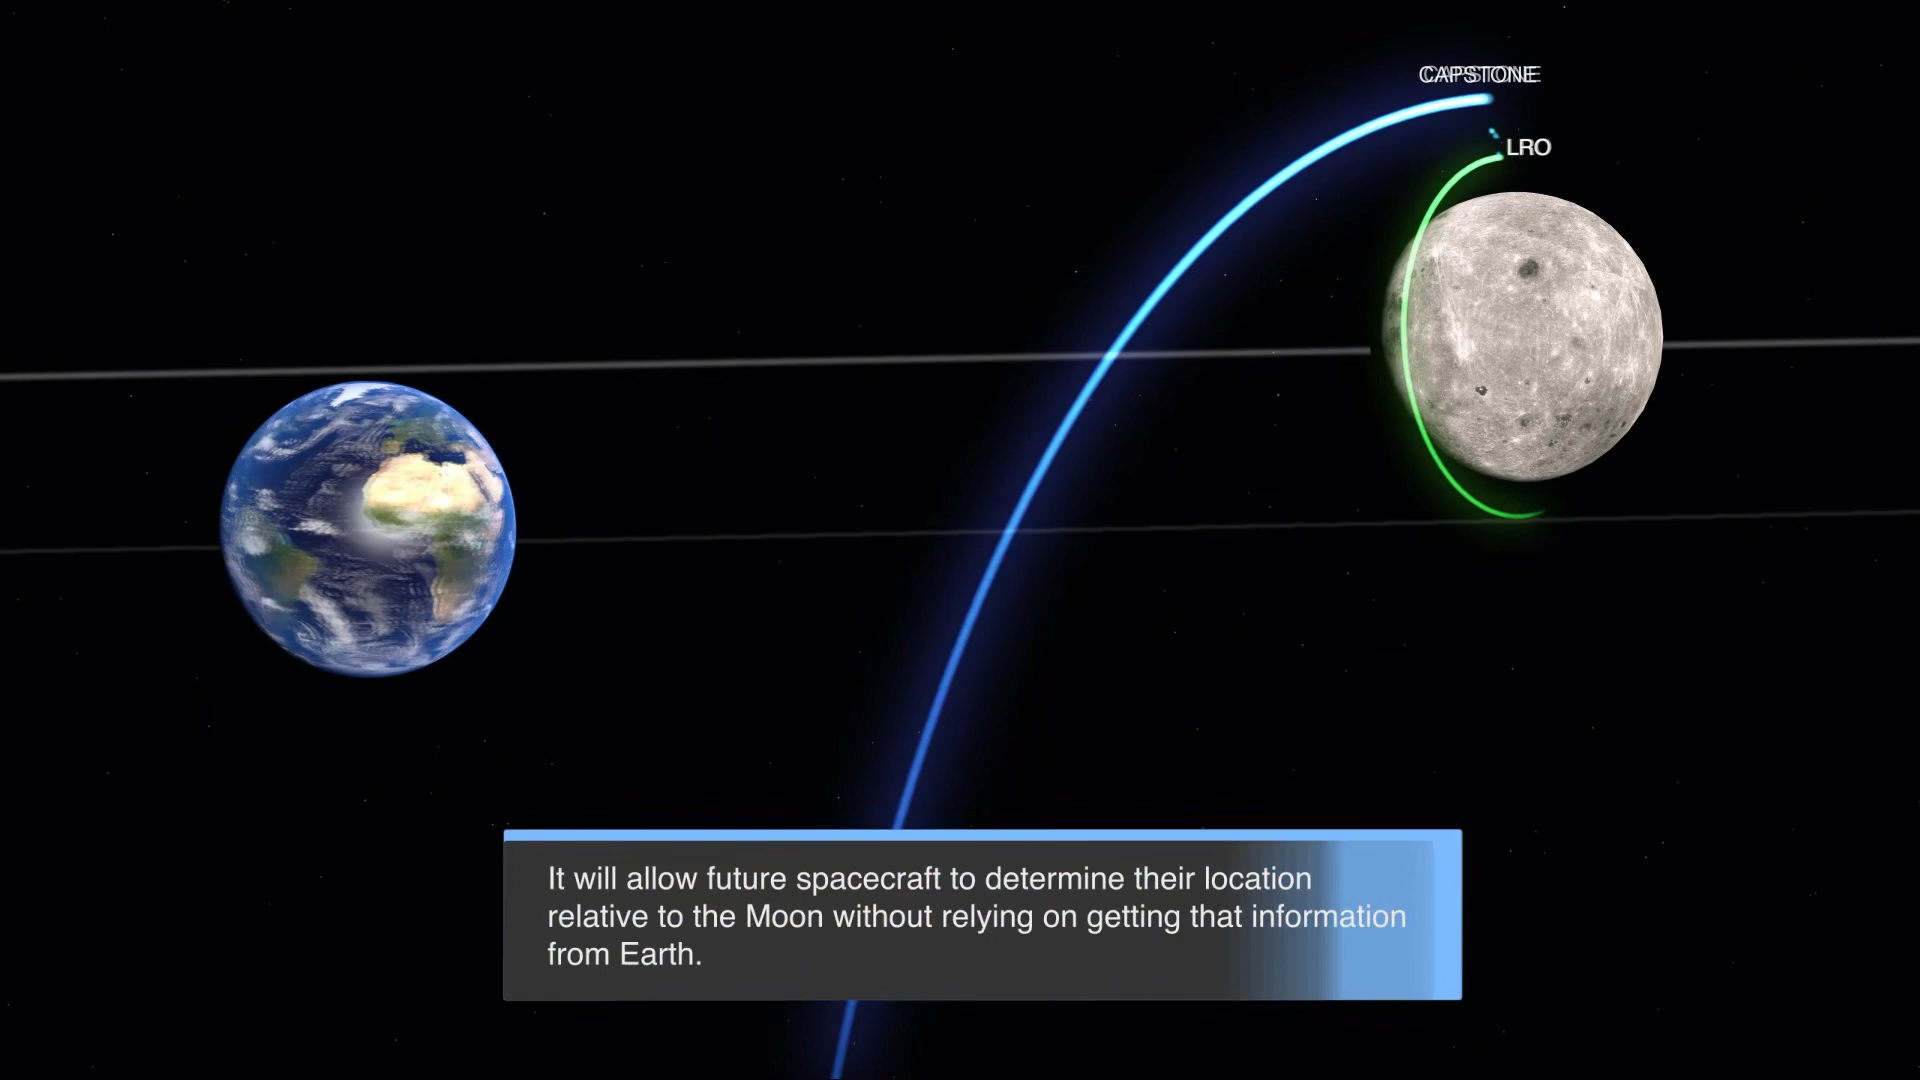 CAPSTONE
LRO
It will allow future spacecraft to determine their location
relative to the Moon without relying on getting that information
from Earth.